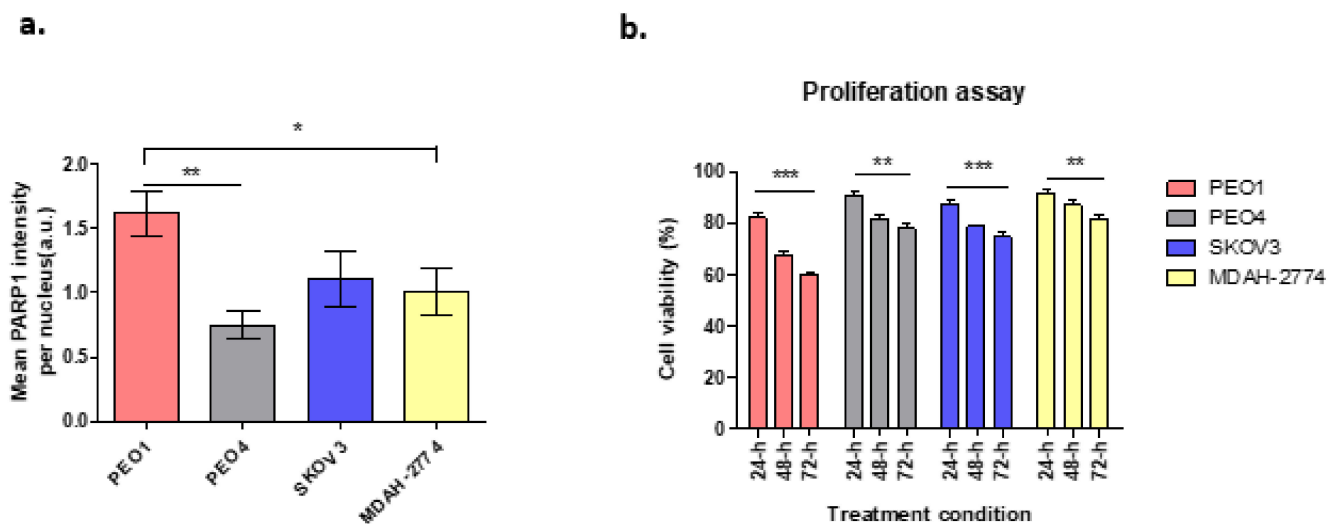 a.
*
**
Mean PARP1 intensity
per nucleus(a.u.)
2.0
1.5
1.0
0.5
0.0
PEO1
PEO4
SKOV3
MDAH-2774
b.
Proliferation assay
Cell viability (%)
100
80
60
40
20
0
***
**
***
**
24-h
48-h
72-h
24-h
48-h
72-h
24-h
48-h
72-h
24-h
48-h
72-h
Treatment condition
PEO1
PEO4
SKOV3
MDAH-2774